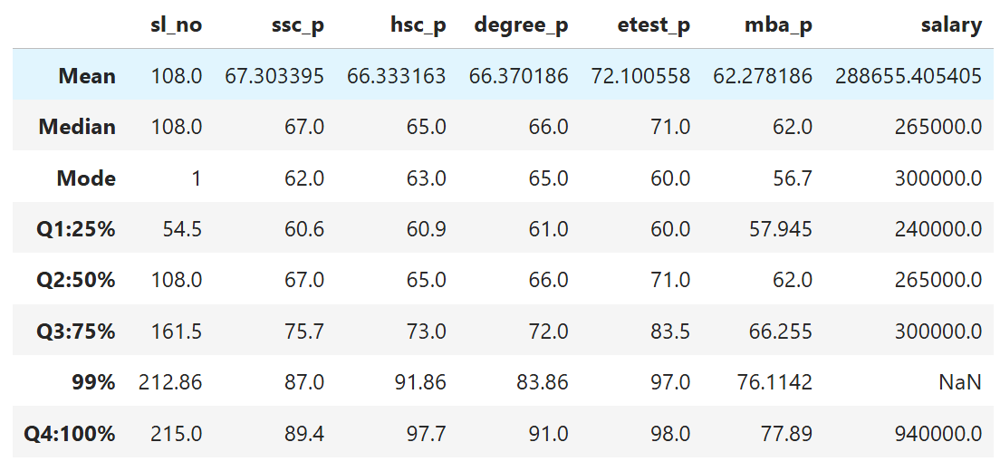 sl_no ssc_p hsc_p degree_p etest_p mba_p salary
Mean 108.0 67.303395 66.333163 66.370186 72.100558 62.278186 288655.405405
Median 108.0 67.0 65.0 66.0 71.0 62.0 265000.0
Mode 1 62.0 63.0 65.0 60.0 56.7 300000.0
Q1:25% 54.5 60.6 60.9 61.0 60.0 57.945 240000.0
Q2:50% 108.0 67.0 65.0 66.0 71.0 62.0 265000.0
Q3:75% 161.5 75.7 73.0 72.0 83.5 66.255 300000.0
99% 212.86 87.0 91.86 83.86 97.0 76.1142 NaN
Q4:100% 215.0 89.4 97.7 91.0 98.0 77.89 940000.0